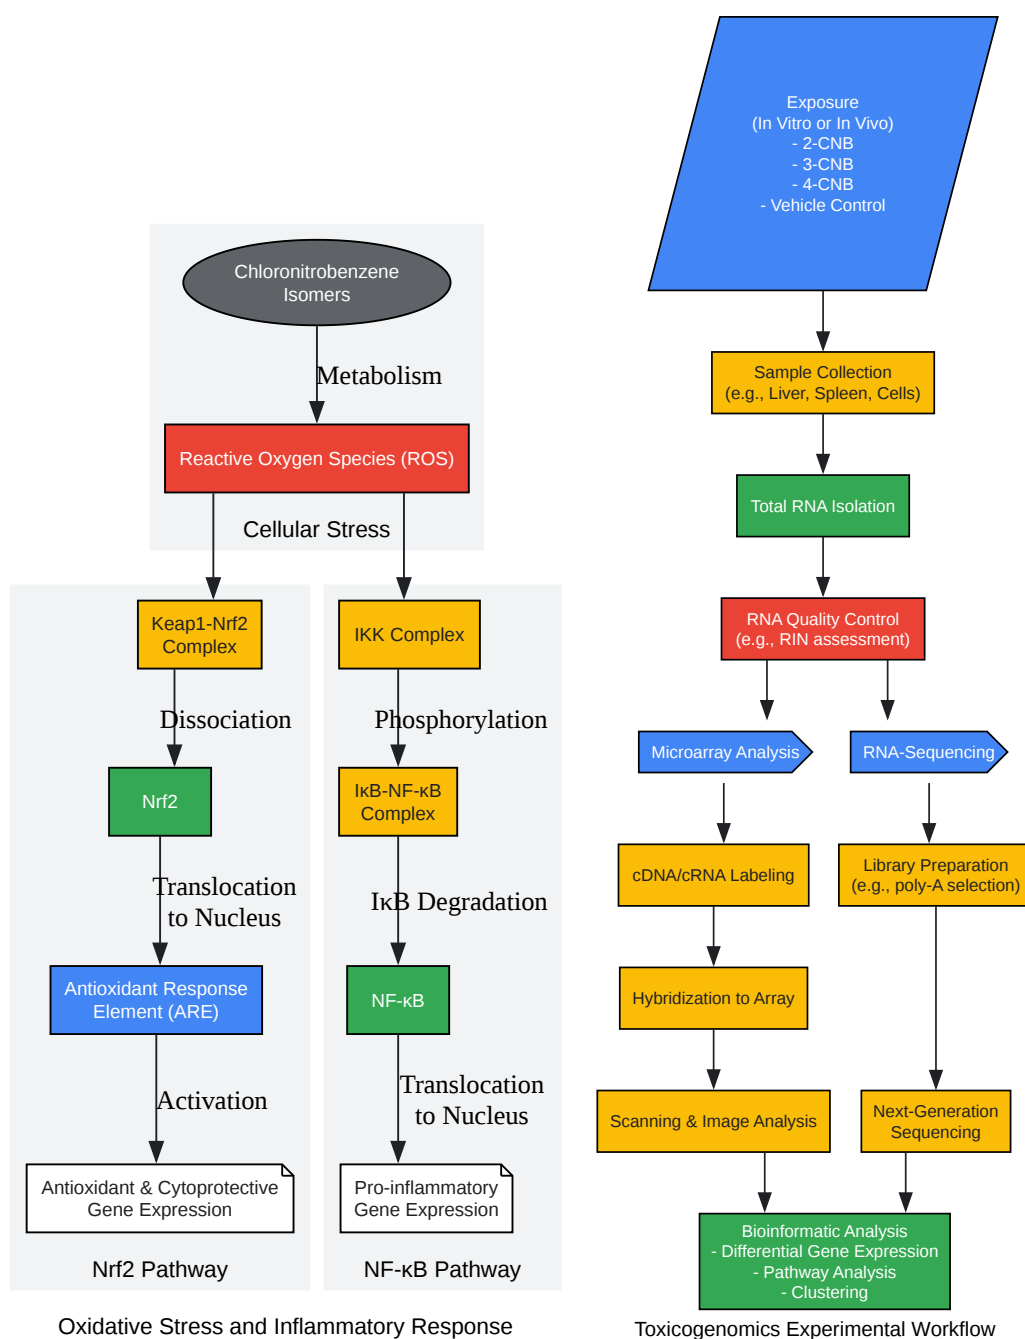 Chloronitrobenzene
Isomers
Metabolism
Reactive Oxygen Species (ROS)
Cellular Stress
Keap1-Nrf2
Complex
Dissociation
Nrf2
Translocation
to Nucleus
Antioxidant Response
Element (ARE)
Activation
Antioxidant & Cytoprotective
Gene Expression
Nrf2 Pathway
IKK Complex
Phosphorylation
IκB-NF-κB
Complex
IκB Degradation
NF-κB
Translocation
to Nucleus
Pro-inflammatory
Gene Expression
NF-κB Pathway
Oxidative Stress and Inflammatory Response
Exposure
(In Vitro or In Vivo)
- 2-CNB
- 3-CNB
- 4-CNB
- Vehicle Control
Sample Collection
(e.g., Liver, Spleen, Cells)
Total RNA Isolation
RNA Quality Control
(e.g., RIN assessment)
Microarray Analysis
cDNA/cRNA Labeling
Hybridization to Array
Scanning & Image Analysis
RNA-Sequencing
Library Preparation
(e.g., poly-A selection)
Next-Generation
Sequencing
Bioinformatic Analysis
- Differential Gene Expression
- Pathway Analysis
- Clustering
Toxicogenomics Experimental Workflow